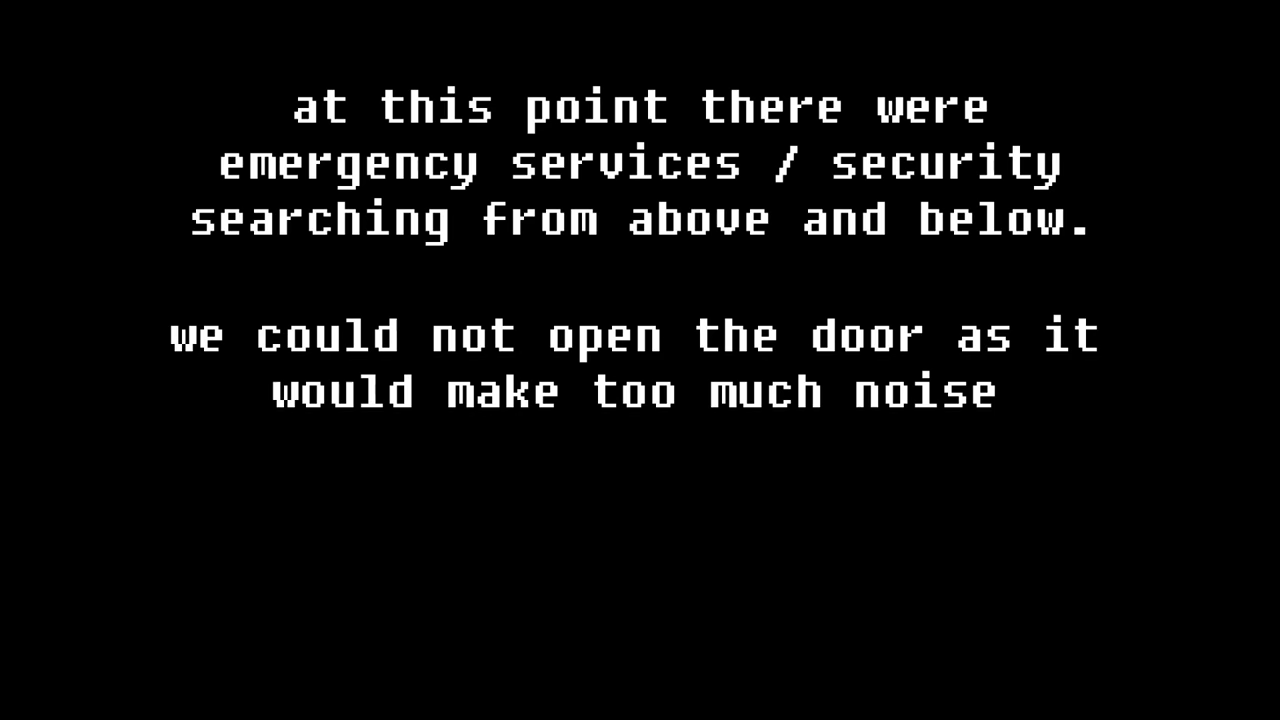 at this point there were
emergency services / security
searching from above and below.
we could not open the door as it
would make too much noise